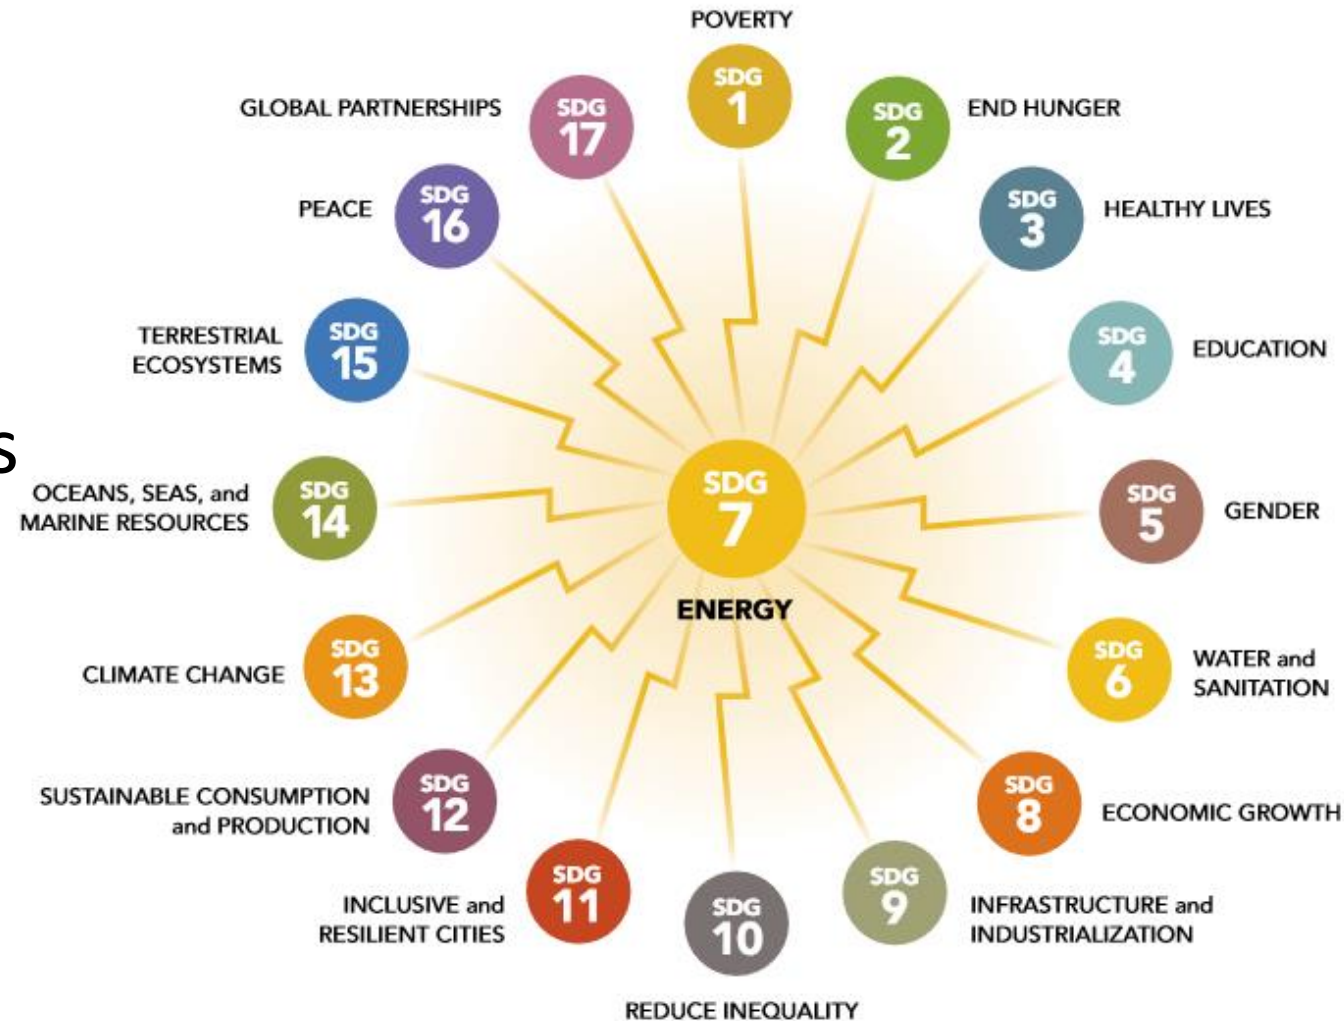 POVERTY
SDG
1
SDG
2
END HUNGER
SDG
3
HEALTHY LIVES
SDG
4
EDUCATION
SDG
5
GENDER
SDG
6
WATER and
SANITATION
SDG
8
ECONOMIC GROWTH
SDG
9
INFRASTRUCTURE and
INDUSTRIALIZATION
SDG
10
REDUCE INEQUALITY
SDG
11
INCLUSIVE and
RESILIENT CITIES
SDG
12
SUSTAINABLE CONSUMPTION
and PRODUCTION
SDG
13
CLIMATE CHANGE
SDG
14
OCEANS, SEAS, and
MARINE RESOURCES
SDG
15
TERRESTRIAL
ECOSYSTEMS
SDG
16
PEACE
SDG
17
GLOBAL PARTNERSHIPS
SDG
7
ENERGY
s